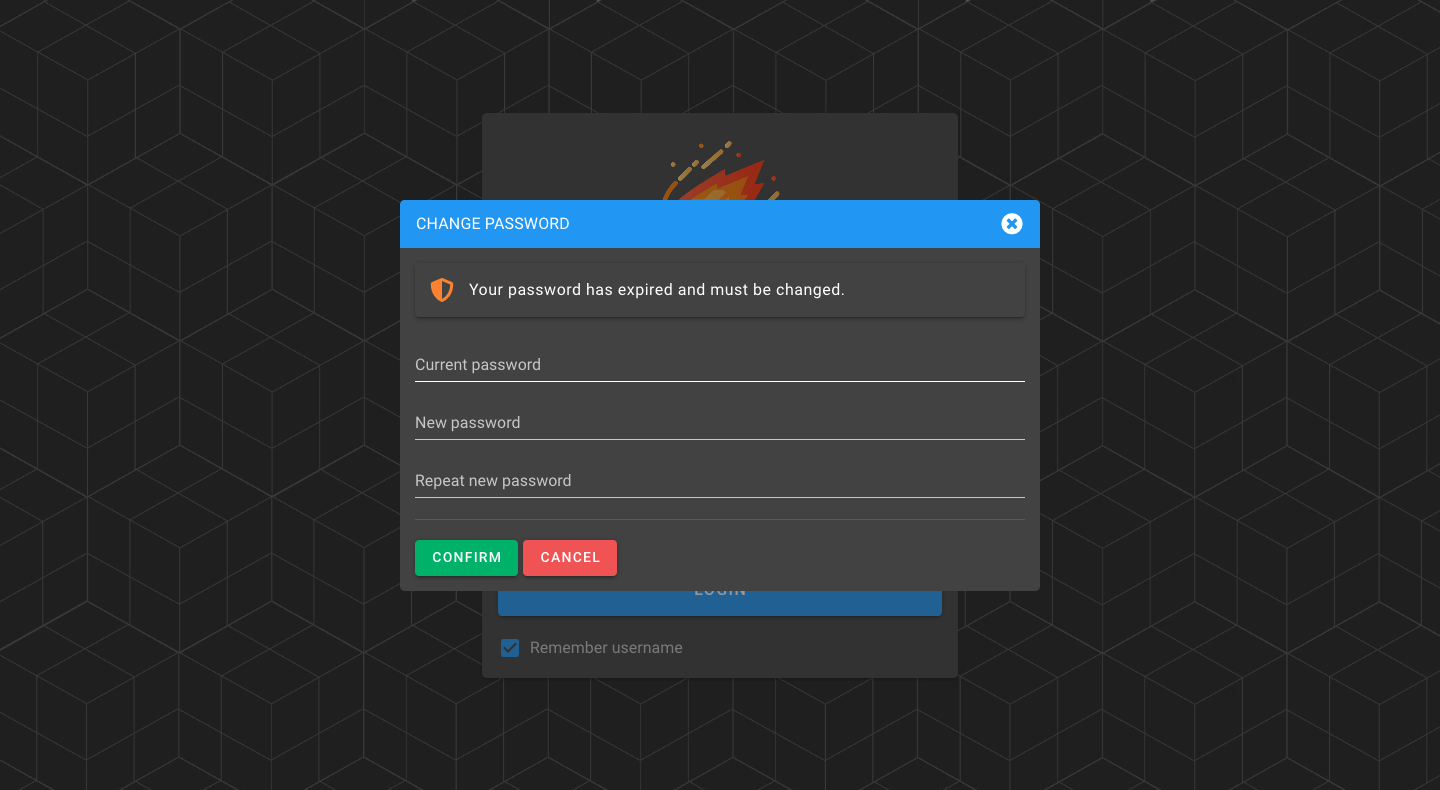 CHANGE PASSWORD
Your password has expired and must be changed.
Current password
New password
Repeat new password
CONFIRM CANCEL
LOGIN
Remember username